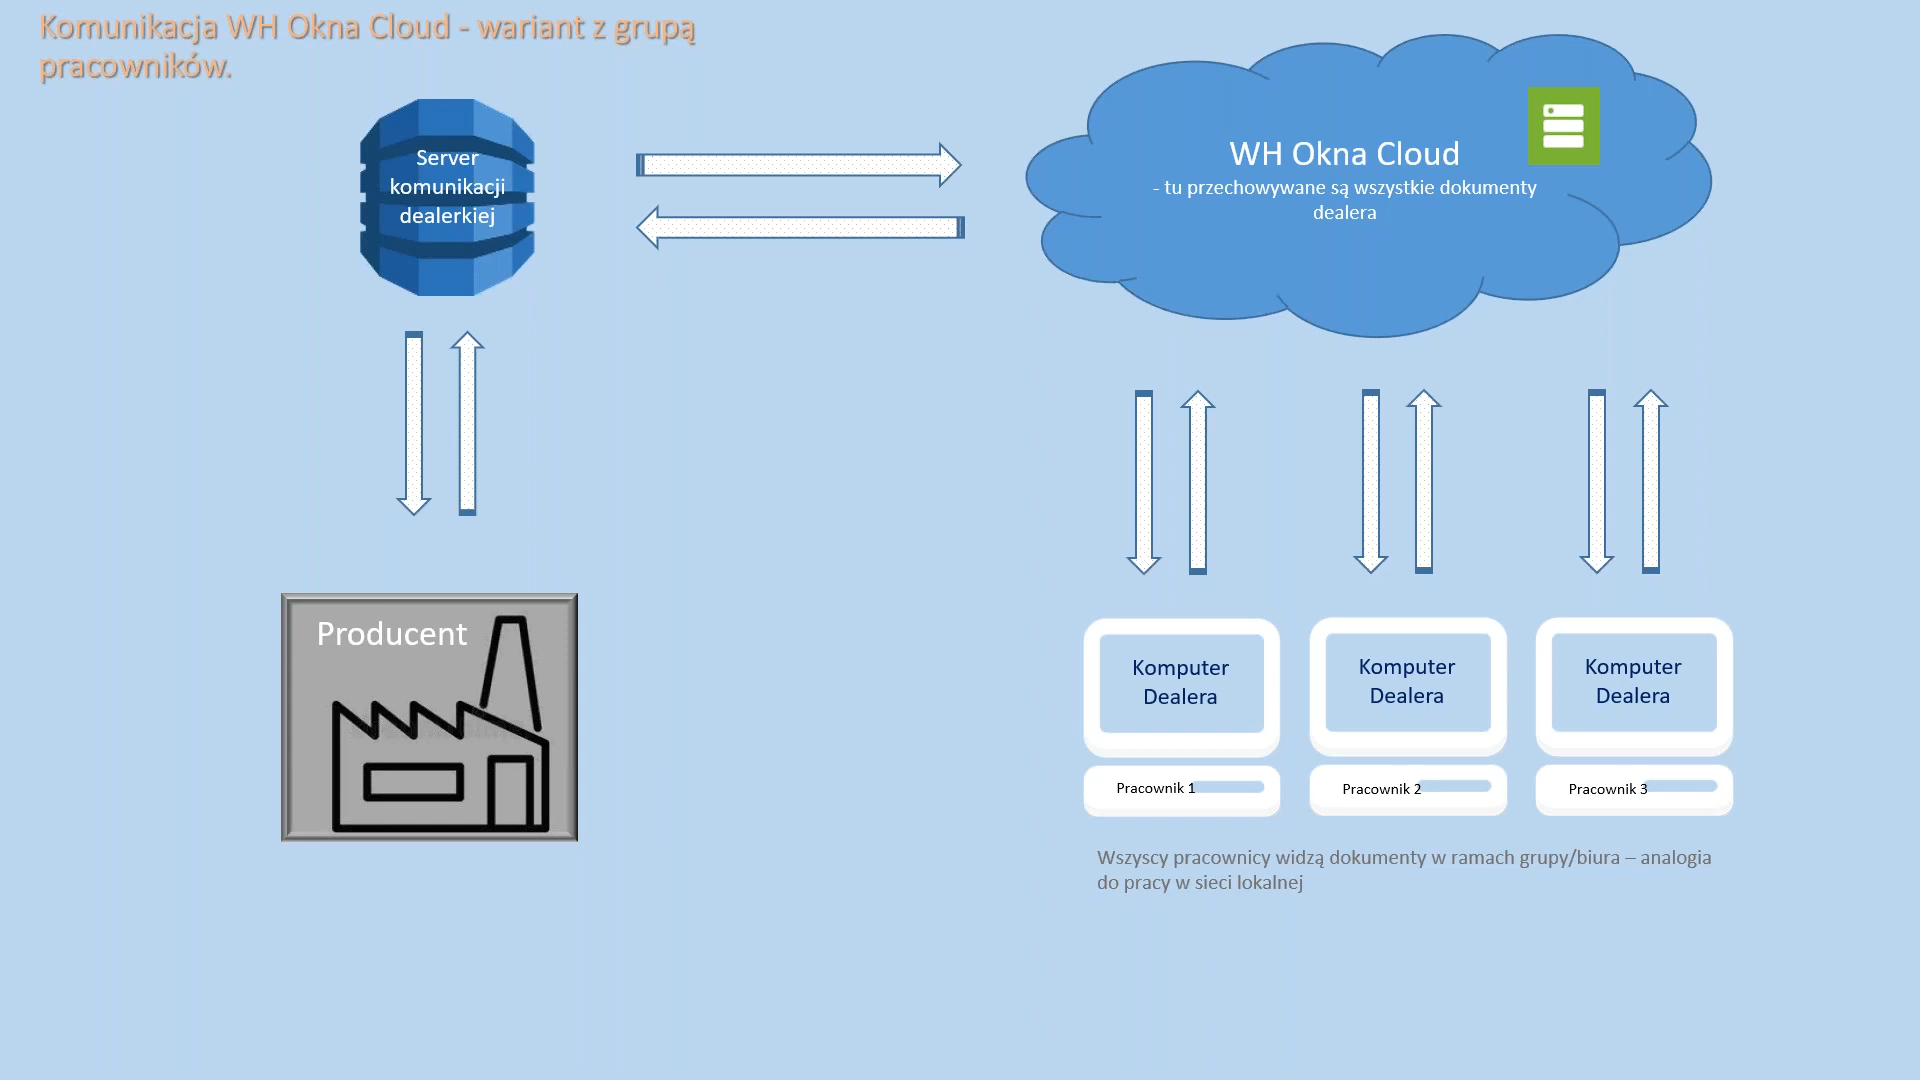 Komunikacja WH Okna Cloud - wariant z grupą
pracowników.
Server
komunikacji
dealerkiej
WH Okna Cloud
- tu przechowywane są wszystkie dokumenty
dealera
Producent
Komputer
Dealera
Komputer
Dealera
Komputer
Dealera
Pracownik 1
Pracownik 2
Pracownik 3
Wszyscy pracownicy widzą dokumenty w ramach grupy/biura – analogia
do pracy w sieci lokalnej